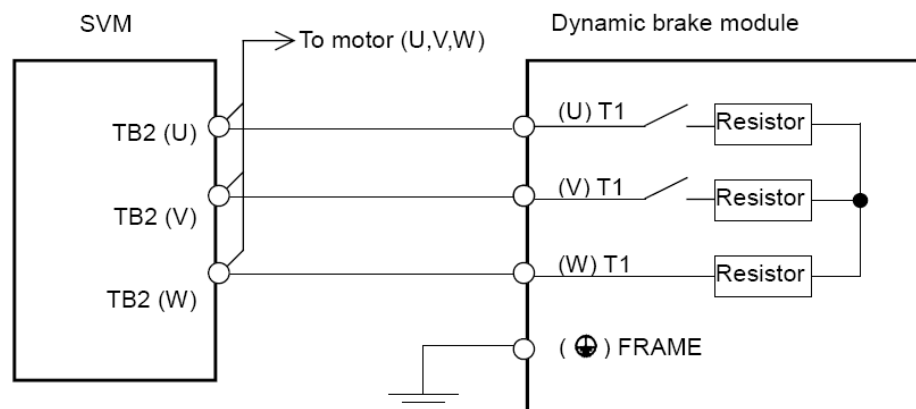 SVM
Dynamic brake module
To motor (U,V,W)
TB2 (U)
(U) T1
Resistor
TB2 (V)
(V) T1
Resistor
TB2 (W)
(W) T1
Resistor
( ⏚ ) FRAME